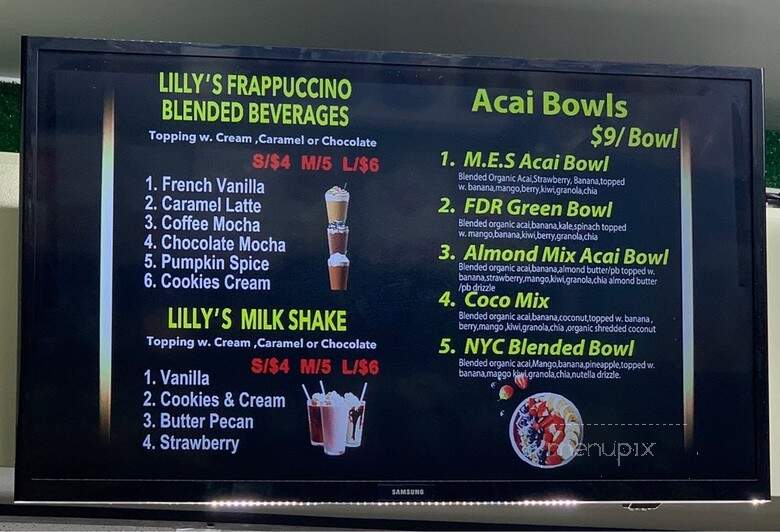 LILLY'S FRAPPUCCINO
BLENDED BEVERAGES
Topping w. Cream ,Caramel or Chocolate
S/$4 M/5 L/$6
1. French Vanilla
2. Caramel Latte
3. Coffee Mocha
4. Chocolate Mocha
5. Pumpkin Spice
6. Cookies Cream
LILLY'S MILK SHAKE
Topping w. Cream ,Caramel or Chocolate
S/$4 M/5 L/$6
1. Vanilla
2. Cookies & Cream
3. Butter Pecan
4. Strawberry
Acai Bowls
$9/ Bowl
1. M.E.S Acai Bowl
Blended Organic Acai,Strawberry, Banana,topped
w. banana,mango,berry,kiwi,granola,chia
2. FDR Green Bowl
Blended organic acai,banana,kale,spinach topped
w. mango,banana,kiwi,berry,granola,chia
3. Almond Mix Acai Bowl
Blended organic acai,banana,almond butter/pb topped w.
banana,strawberry,mango,kiwi,granola,chia almond butter
/pb drizzle
4. Coco Mix
Blended organic acai,banana,coconut,topped w. banana ,
berry,mango ,kiwi,granola,chia ,organic shredded coconut
5. NYC Blended Bowl
Blended organic acai,Mango,banana,pineapple,topped w.
banana,mango kiwi,granola,chia,nutella drizzle.
menupix
SAMSUNG